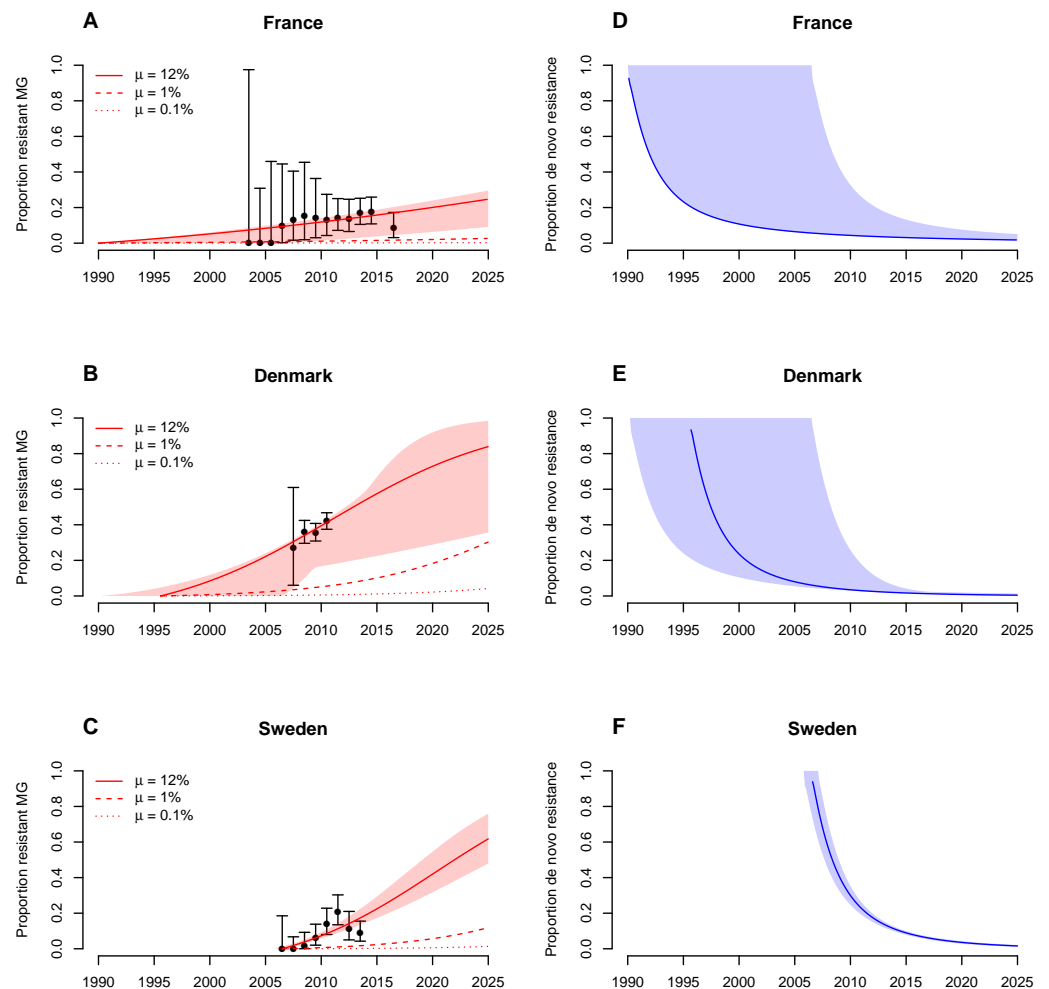 A
France
Proportion resistant MG
0.0 0.2 0.4 0.6 0.8 1.0
μ = 12%
μ = 1%
μ = 0.1%
1990 1995 2000 2005 2010 2015 2020 2025
D
France
Proportion de novo resistance
0.0 0.2 0.4 0.6 0.8 1.0
1990 1995 2000 2005 2010 2015 2020 2025
B
Denmark
Proportion resistant MG
0.0 0.2 0.4 0.6 0.8 1.0
μ = 12%
μ = 1%
μ = 0.1%
1990 1995 2000 2005 2010 2015 2020 2025
E
Denmark
Proportion de novo resistance
0.0 0.2 0.4 0.6 0.8 1.0
1990 1995 2000 2005 2010 2015 2020 2025
C
Sweden
Proportion resistant MG
0.0 0.2 0.4 0.6 0.8 1.0
μ = 12%
μ = 1%
μ = 0.1%
1990 1995 2000 2005 2010 2015 2020 2025
F
Sweden
Proportion de novo resistance
0.0 0.2 0.4 0.6 0.8 1.0
1990 1995 2000 2005 2010 2015 2020 2025